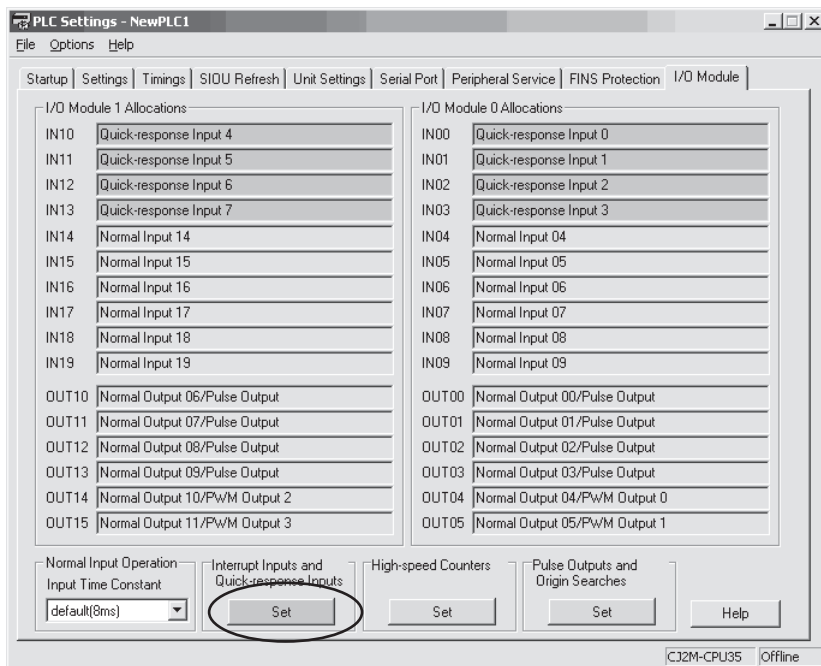 PLC Settings - NewPLC1
File Options Help
Startup Settings Timings SIOU Refresh Unit Settings Serial Port Peripheral Service FINS Protection I/O Module
I/O Module 1 Allocations
IN10 Quick-response Input 4
IN11 Quick-response Input 5
IN12 Quick-response Input 6
IN13 Quick-response Input 7
IN14 Normal Input 14
IN15 Normal Input 15
IN16 Normal Input 16
IN17 Normal Input 17
IN18 Normal Input 18
IN19 Normal Input 19
OUT10 Normal Output 06/Pulse Output
OUT11 Normal Output 07/Pulse Output
OUT12 Normal Output 08/Pulse Output
OUT13 Normal Output 09/Pulse Output
OUT14 Normal Output 10/PWM Output 2
OUT15 Normal Output 11/PWM Output 3
I/O Module 0 Allocations
IN00 Quick-response Input 0
IN01 Quick-response Input 1
IN02 Quick-response Input 2
IN03 Quick-response Input 3
IN04 Normal Input 04
IN05 Normal Input 05
IN06 Normal Input 06
IN07 Normal Input 07
IN08 Normal Input 08
IN09 Normal Input 09
OUT00 Normal Output 00/Pulse Output
OUT01 Normal Output 01/Pulse Output
OUT02 Normal Output 02/Pulse Output
OUT03 Normal Output 03/Pulse Output
OUT04 Normal Output 04/PWM Output 0
OUT05 Normal Output 05/PWM Output 1
Normal Input Operation
Input Time Constant
default(8ms)
Interrupt Inputs and
Quick-response Inputs
Set
High-speed Counters
Set
Pulse Outputs and
Origin Searches
Set
Help
CJ2M-CPU35 Offline